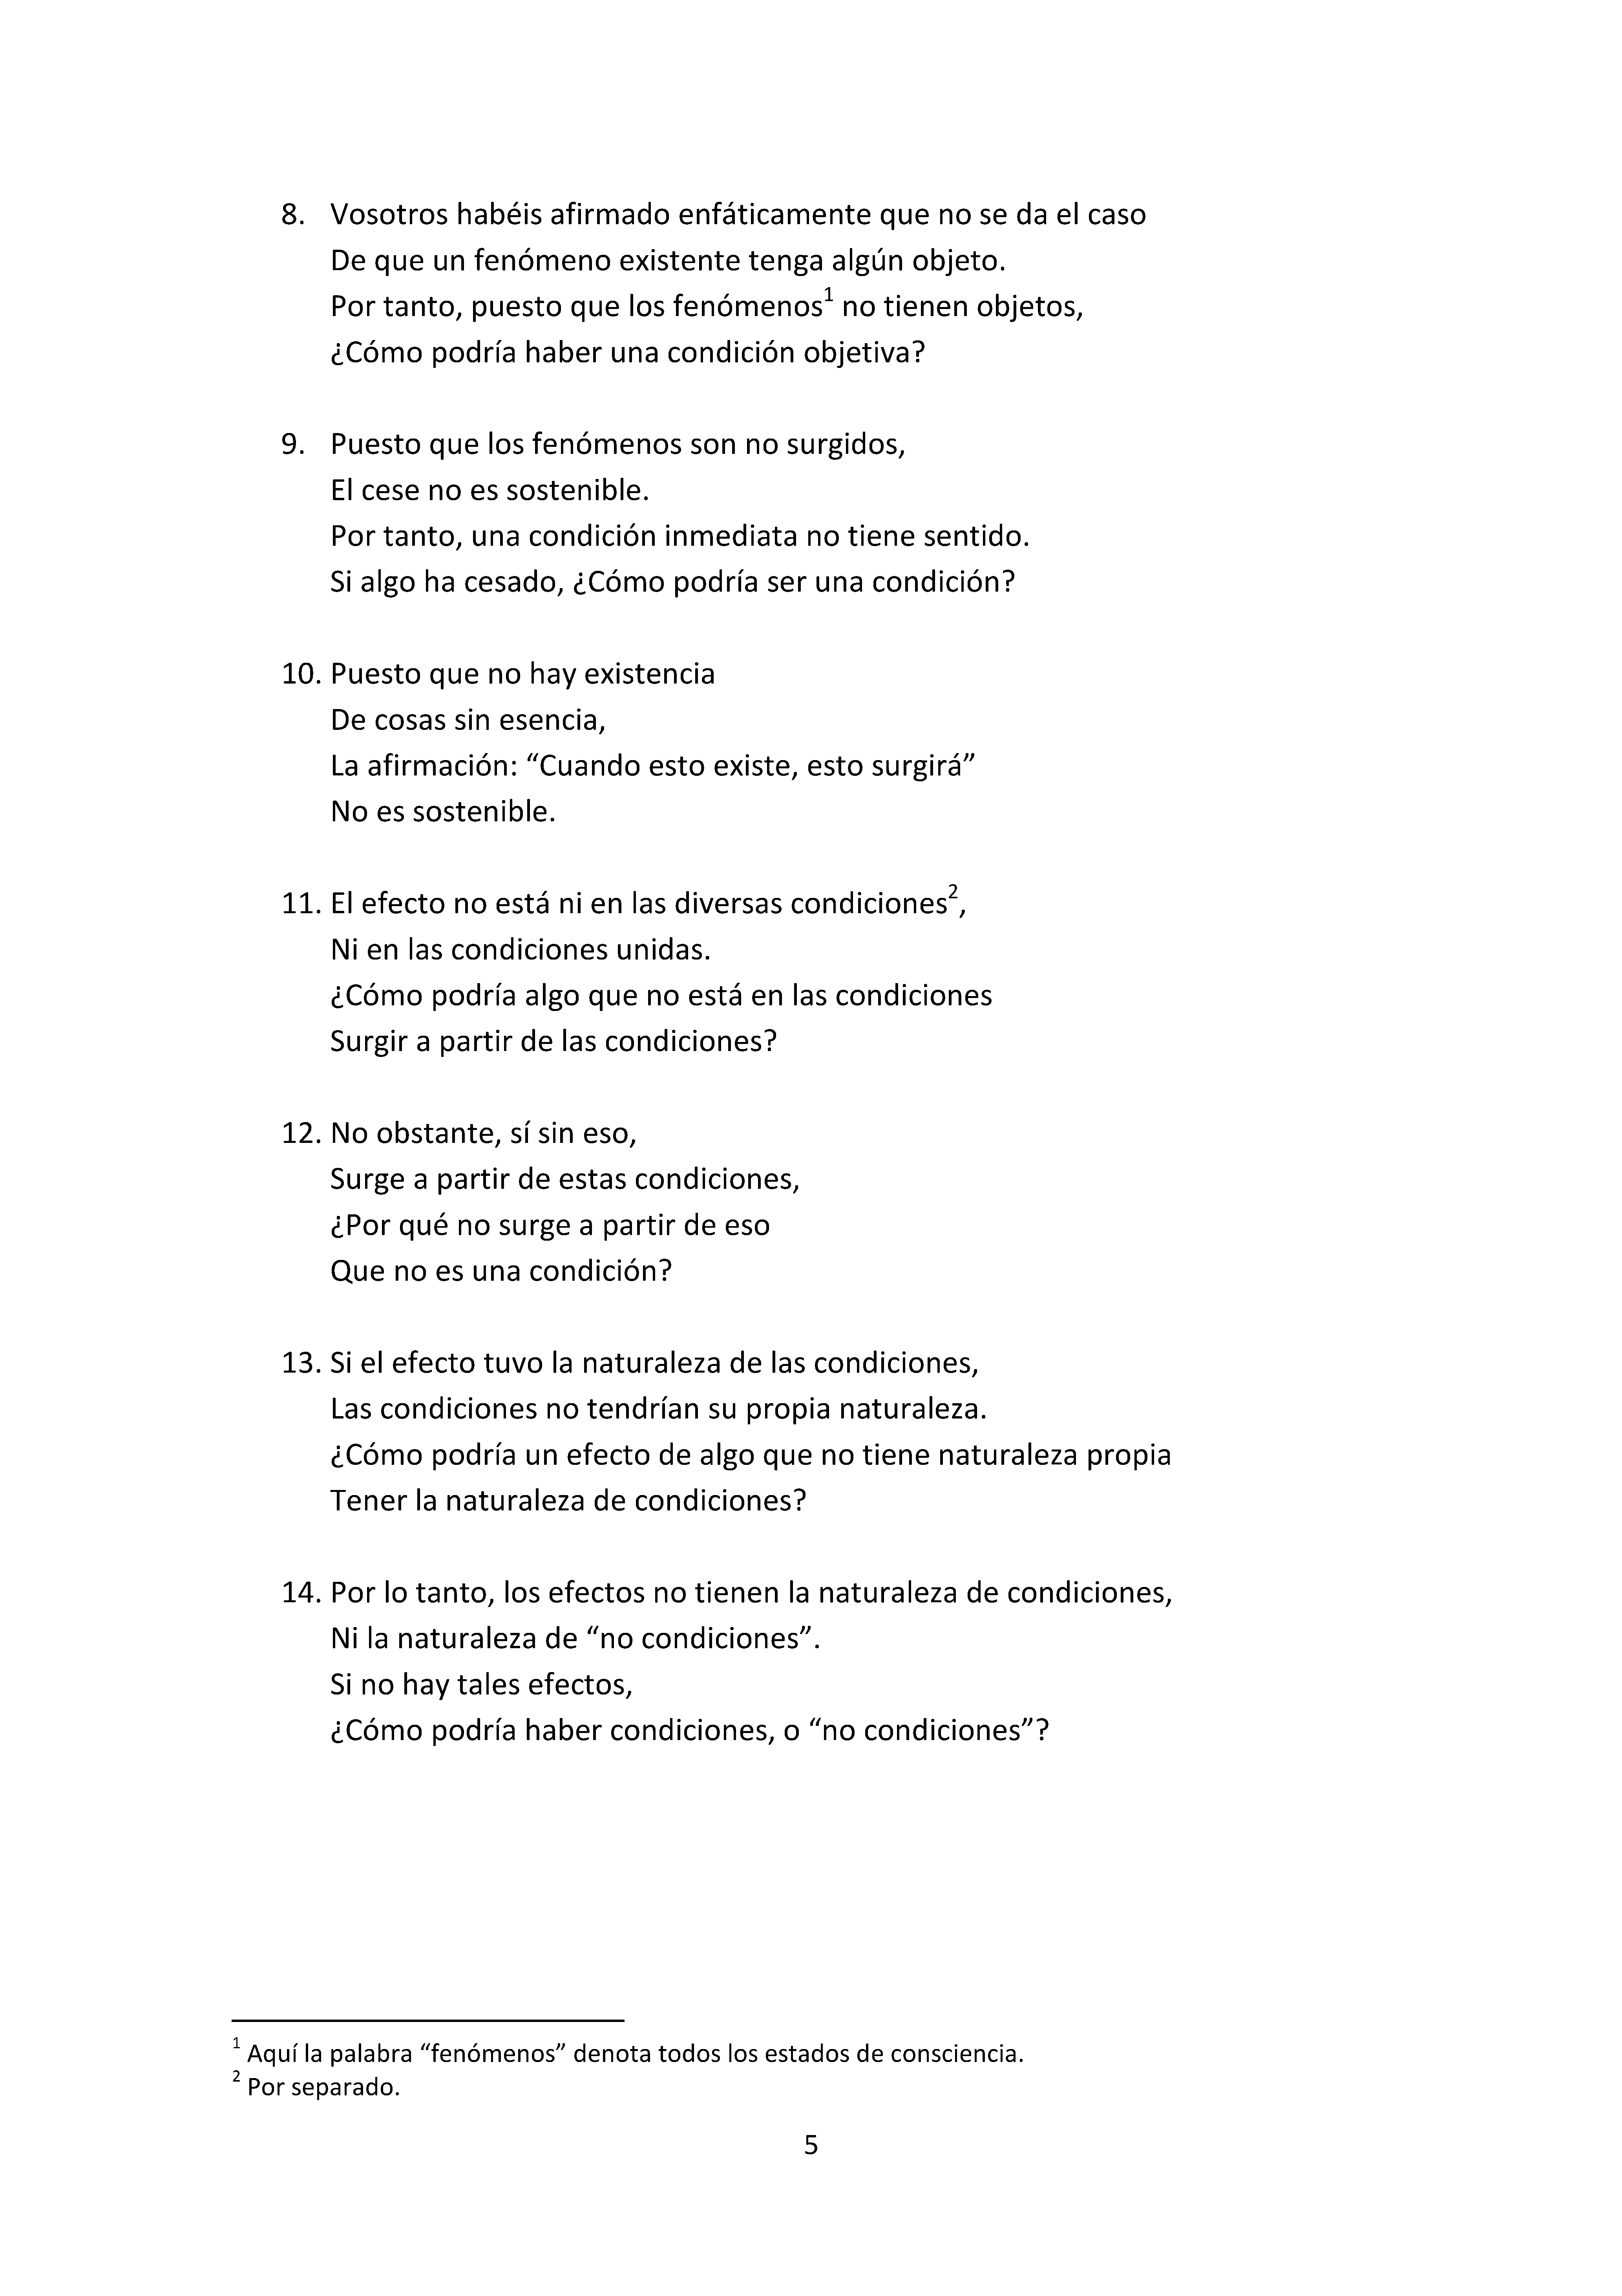 8. Vosotros habéis afirmado enfáticamente que no se da el caso
De que un fenómeno existente tenga algún objeto.
Por tanto, puesto que los fenómenos¹ no tienen objetos,
¿Cómo podría haber una condición objetiva?
9. Puesto que los fenómenos son no surgidos,
El cese no es sostenible.
Por tanto, una condición inmediata no tiene sentido.
Si algo ha cesado, ¿Cómo podría ser una condición?
10. Puesto que no hay existencia
De cosas sin esencia,
La afirmación: “Cuando esto existe, esto surgirá”
No es sostenible.
11. El efecto no está ni en las diversas condiciones²,
Ni en las condiciones unidas.
¿Cómo podría algo que no está en las condiciones
Surgir a partir de las condiciones?
12. No obstante, sí sin eso,
Surge a partir de estas condiciones,
¿Por qué no surge a partir de eso
Que no es una condición?
13. Si el efecto tuvo la naturaleza de las condiciones,
Las condiciones no tendrían su propia naturaleza.
¿Cómo podría un efecto de algo que no tiene naturaleza propia
Tener la naturaleza de condiciones?
14. Por lo tanto, los efectos no tienen la naturaleza de condiciones,
Ni la naturaleza de “no condiciones”.
Si no hay tales efectos,
¿Cómo podría haber condiciones, o “no condiciones”?
¹ Aquí la palabra “fenómenos” denota todos los estados de consciencia.
² Por separado.
5